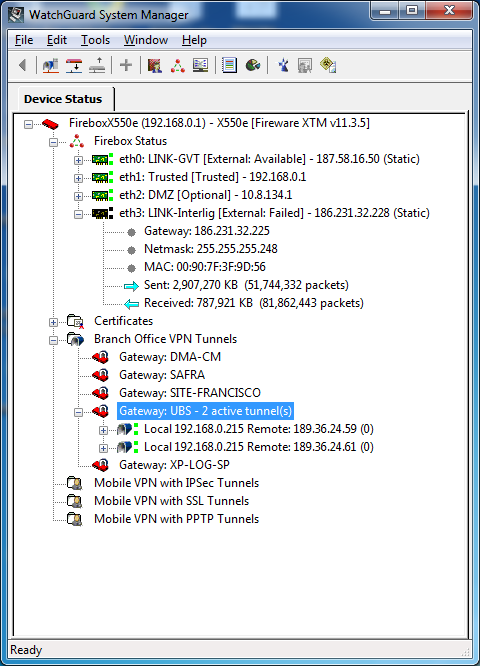 WatchGuard System Manager
File Edit Tools Window Help
Device Status
FireboxX550e (192.168.0.1) - X550e [Fireware XTM v11.3.5]
Firebox Status
eth0: LINK-GVT [External: Available] - 187.58.16.50 (Static)
eth1: Trusted [Trusted] - 192.168.0.1
eth2: DMZ [Optional] - 10.8.134.1
eth3: LINK-Interlig [External: Failed] - 186.231.32.228 (Static)
Gateway: 186.231.32.225
Netmask: 255.255.255.248
MAC: 00:90:7F:3F:9D:56
Sent: 2,907,270 KB (51,744,332 packets)
Received: 787,921 KB (81,862,443 packets)
Certificates
Branch Office VPN Tunnels
Gateway: DMA-CM
Gateway: SAFRA
Gateway: SITE-FRANCISCO
Gateway: UBS - 2 active tunnel(s)
Local 192.168.0.215 Remote: 189.36.24.59 (0)
Local 192.168.0.215 Remote: 189.36.24.61 (0)
Gateway: XP-LOG-SP
Mobile VPN with IPSec Tunnels
Mobile VPN with SSL Tunnels
Mobile VPN with PPTP Tunnels
Ready